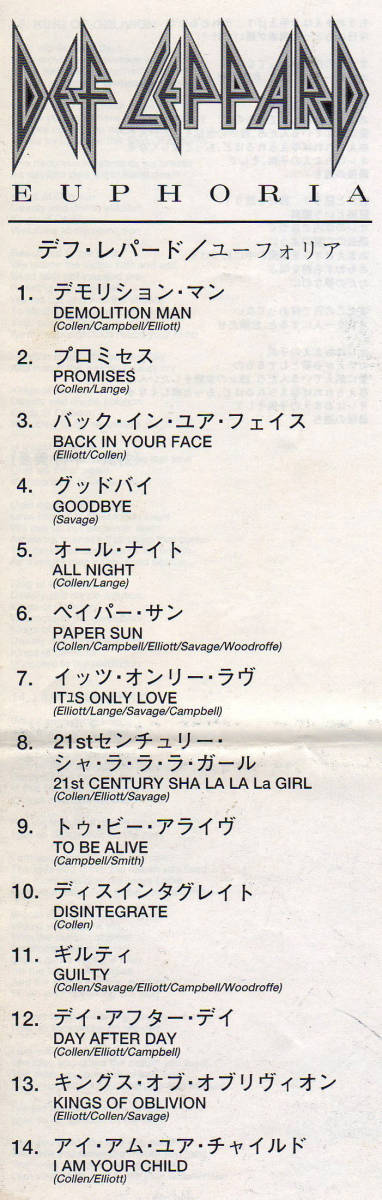 DEF LEPPARD
EUPHORIA
デフ・レパード／ユーフォリア
1. デモリション・マン
DEMOLITION MAN
(Collen/Campbell/Elliott)
2. プロミセス
PROMISES
(Collen/Lange)
3. バック・イン・ユア・フェイス
BACK IN YOUR FACE
(Elliott/Collen)
4. グッドバイ
GOODBYE
(Savage)
5. オール・ナイト
ALL NIGHT
(Collen/Lange)
6. ペイパー・サン
PAPER SUN
(Collen/Campbell/Elliott/Savage/Woodroffe)
7. イッツ・オンリー・ラヴ
ITﾕS ONLY LOVE
(Elliott/Lange/Savage/Campbell)
8. 21stセンチュリー・
シャ・ラ・ラ・ラ・ガール
21st CENTURY SHA LA LA La GIRL
(Collen/Elliott/Savage)
9. トゥ・ビー・アライヴ
TO BE ALIVE
(Campbell/Smith)
10. ディスインタグレイト
DISINTEGRATE
(Collen)
11. ギルティ
GUILTY
(Collen/Savage/Elliott/Campbell/Woodroffe)
12. デイ・アフター・デイ
DAY AFTER DAY
(Collen/Elliott/Campbell)
13. キングス・オブ・オブリヴィオン
KINGS OF OBLIVION
(Elliott/Collen/Savage)
14. アイ・アム・ユア・チャイルド
I AM YOUR CHILD
(Collen/Elliott)